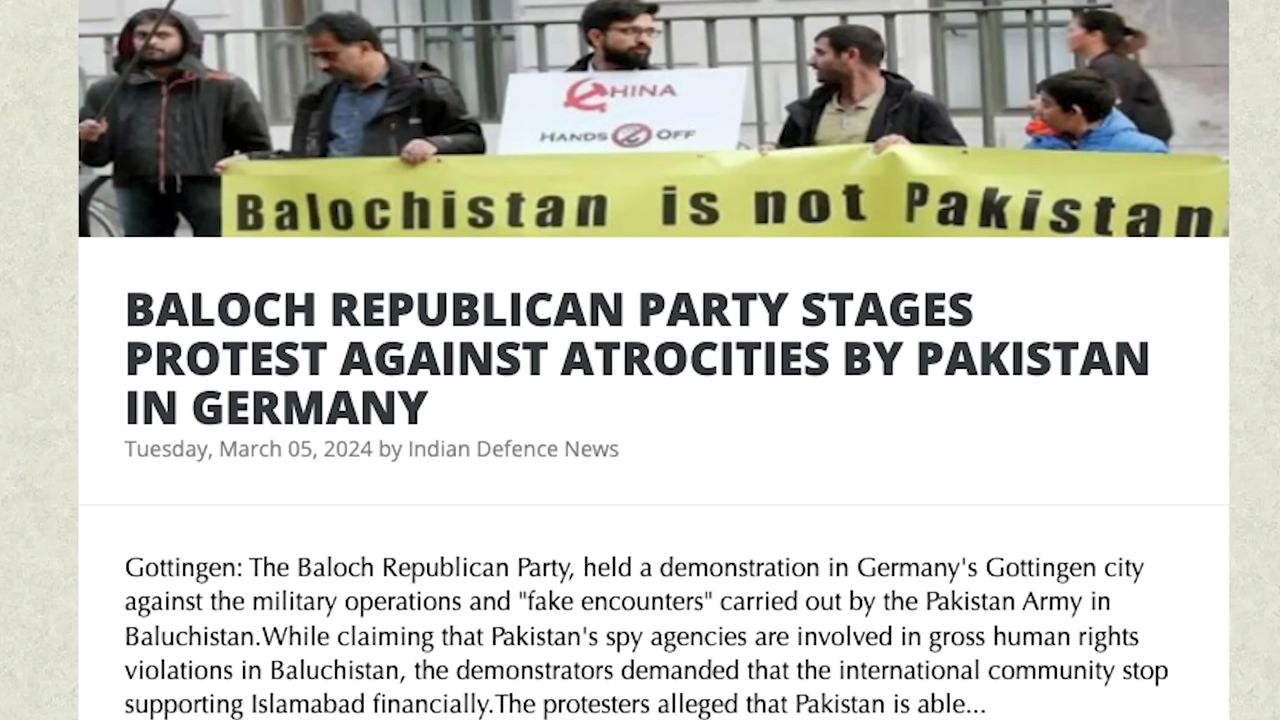 CHINA
HANDS OFF
Balochistan is not Pakistan
BALOCH REPUBLICAN PARTY STAGES
PROTEST AGAINST ATROCITIES BY PAKISTAN
IN GERMANY
Tuesday, March 05, 2024 by Indian Defence News
Gottingen: The Baloch Republican Party, held a demonstration in Germany's Gottingen city
against the military operations and "fake encounters" carried out by the Pakistan Army in
Baluchistan.While claiming that Pakistan's spy agencies are involved in gross human rights
violations in Baluchistan, the demonstrators demanded that the international community stop
supporting Islamabad financially.The protesters alleged that Pakistan is able...